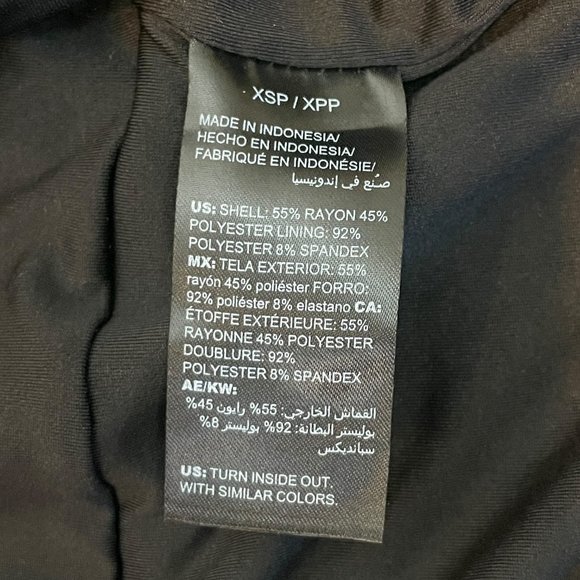 XSP / XPP
MADE IN INDONESIA/
HECHO EN INDONESIA/
FABRIQUÉ EN INDONÉSIE/
صُنع في إندونيسيا
US: SHELL: 55% RAYON 45%
POLYESTER LINING: 92%
POLYESTER 8% SPANDEX
MX: TELA EXTERIOR: 55%
rayón 45% poliéster FORRO:
92% poliéster 8% elastano CA:
ÉTOFFE EXTÉRIEURE: 55%
RAYONNE 45% POLYESTER
DOUBLURE: 92%
POLYESTER 8% SPANDEX
AE/KW:
القماش الخارجي: 55% رايون 45%
بوليستر البطانة: 92% بوليستر 8%
سبانديكس
US: TURN INSIDE OUT.
WITH SIMILAR COLORS.